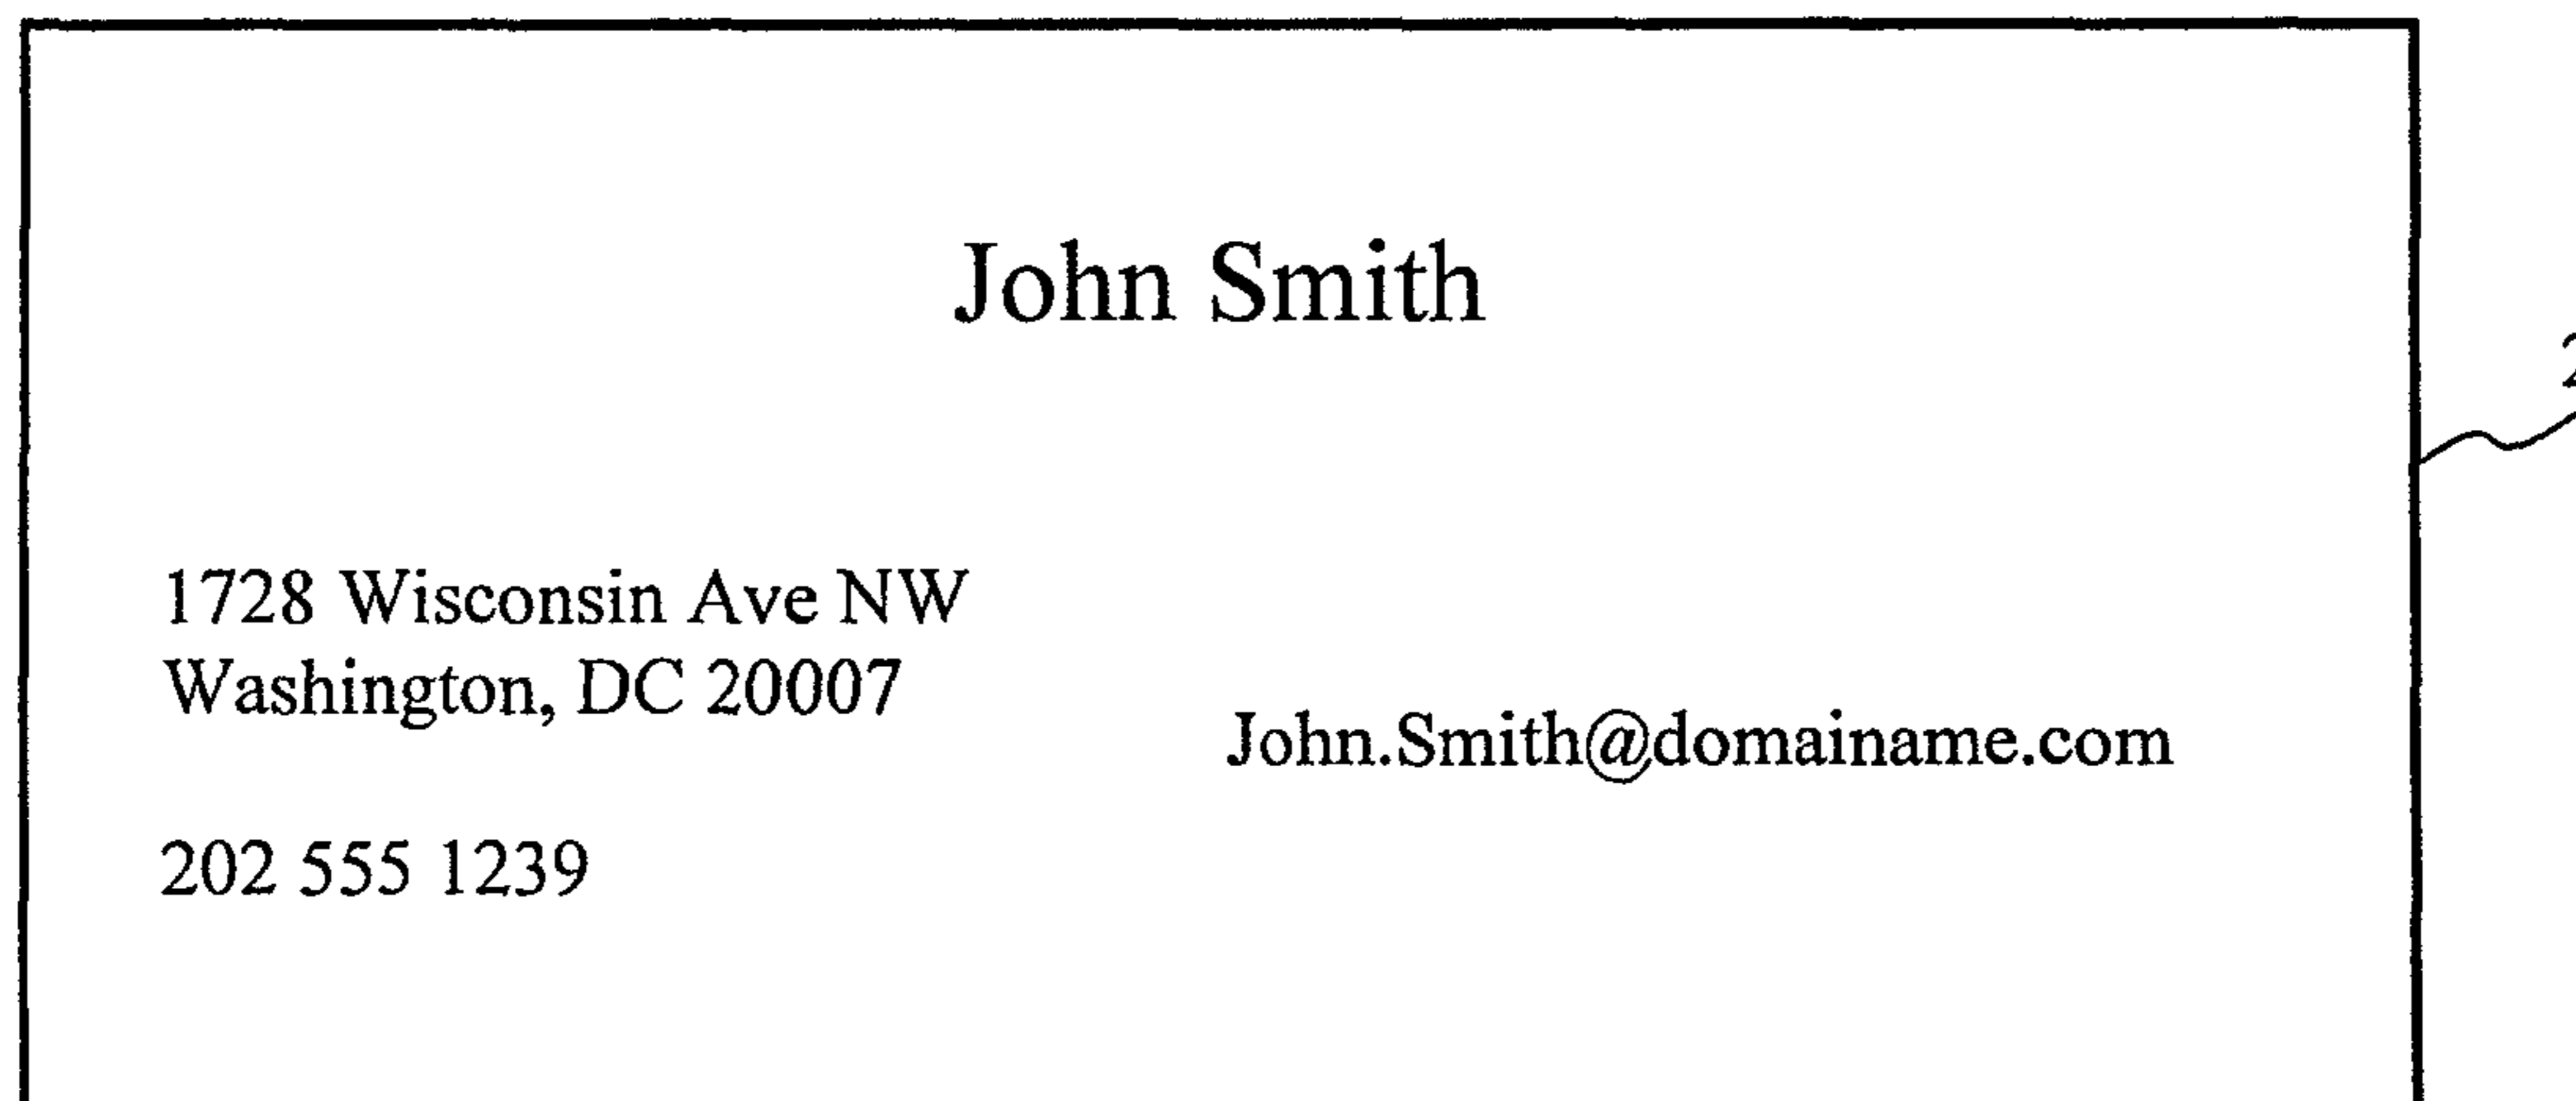 John Smith
1728 Wisconsin Ave NW
Washington, DC 20007
John.Smith@domainame.com
202 555 1239